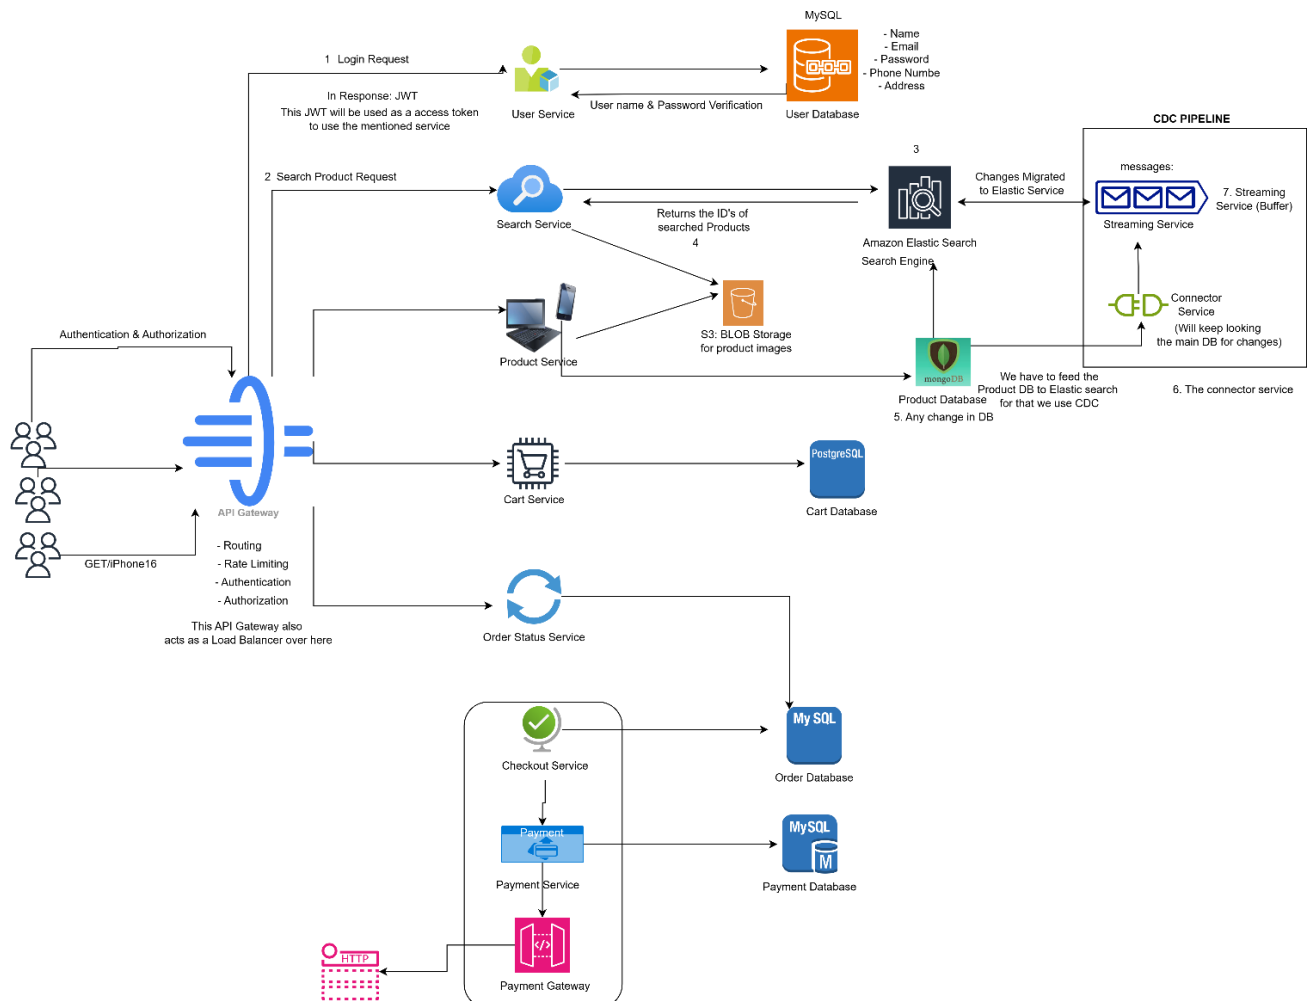 MySQL
- Name
- Email
- Password
- Phone Numbe
- Address
1 Login Request
In Response: JWT
This JWT will be used as a access token
to use the mentioned service
User Service
User name & Password Verification
User Database
CDC PIPELINE
2 Search Product Request
Search Service
Returns the ID's of
searched Products
4
3
Amazon Elastic Search
Search Engine
Changes Migrated
to Elastic Service
messages:
Streaming Service
7. Streaming
Service (Buffer)
Connector
Service
(Will keep looking
the main DB for changes)
6. The connector service
Product Service
S3: BLOB Storage
for product images
mongoDB
Product Database
5. Any change in DB
We have to feed the
Product DB to Elastic search
for that we use CDC
Authentication & Authorization
API Gateway
GET/iPhone16
- Routing
- Rate Limiting
- Authentication
- Authorization
This API Gateway also
acts as a Load Balancer over here
Cart Service
PostgreSQL
Cart Database
Order Status Service
Checkout Service
My SQL
Order Database
Payment
Payment Service
MySQL
M
Payment Database
</>
Payment Gateway
HTTP